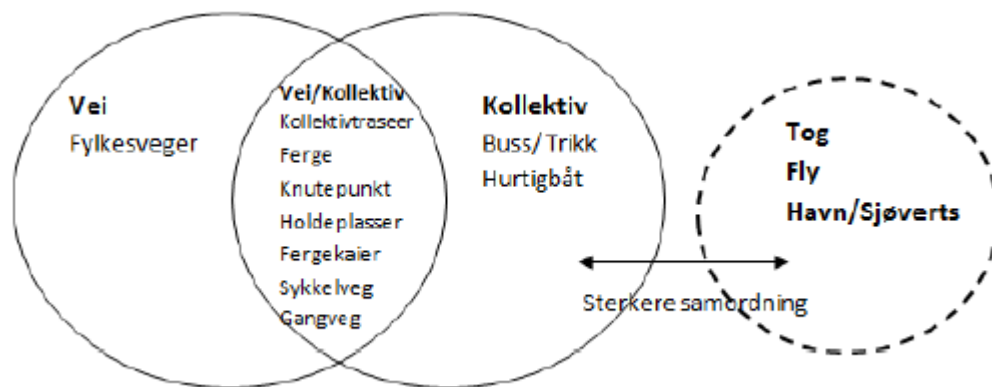 Vei
Fylkesveger
Vei/Kollektiv
Kollektivtraseer
Ferge
Knutepunkt
Holdeplasser
Fergekaier
Sykkelveg
Gangveg
Kollektiv
Buss/Trikk
Hurtigbåt
Tog
Fly
Havn/Sjøverts
Sterkere samordning